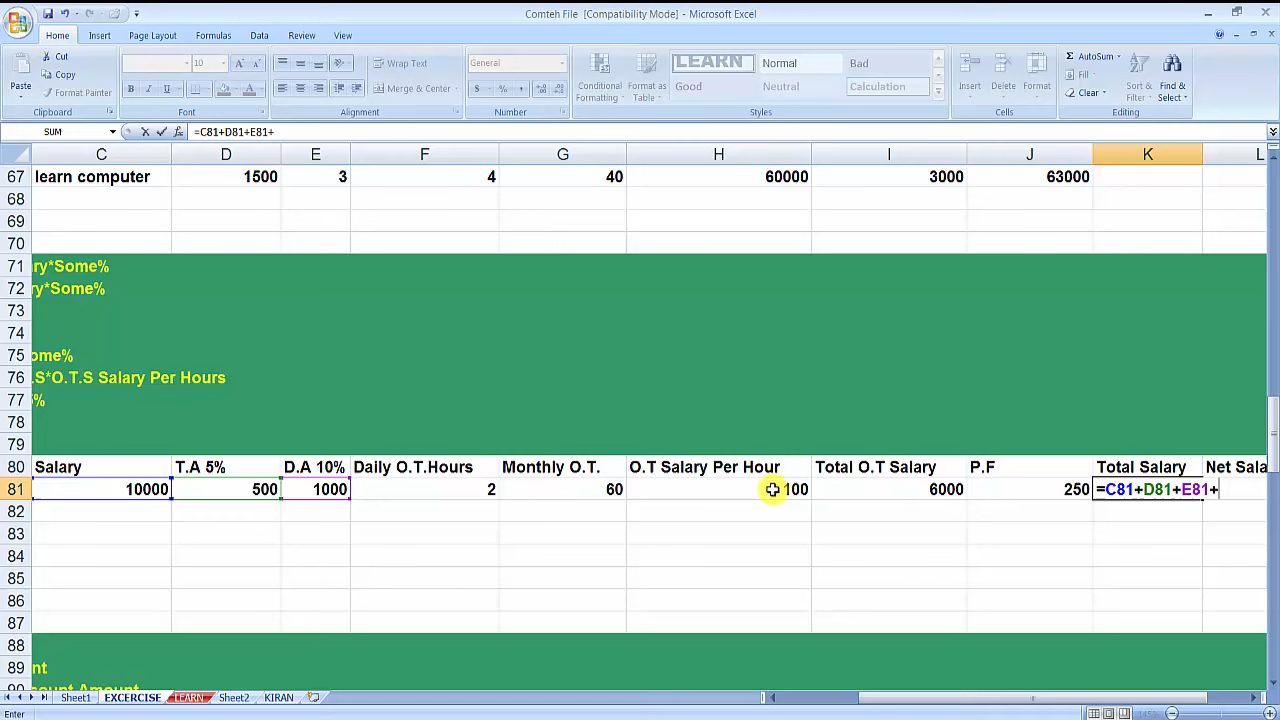 Comteh File [Compatibility Mode] - Microsoft Excel
Home Insert Page Layout Formulas Data Review View
Cut
Copy
Format Painter
Paste
Clipboard
10
Font
Wrap Text
Merge & Center
Alignment
General
Number
Conditional Formatting
Format as Table
LEARN Normal Bad
Good Neutral Calculation
Styles
Insert Delete Format
Cells
AutoSum
Fill
Clear
Sort & Filter
Find & Select
Editing
SUM =C81+D81+E81+
C D E F G H I J K L
67 learn computer 1500 3 4 40 60000 3000 63000
68
69
70
71 ry*Some%
72 ry*Some%
73
74
75 ome%
76 .S*O.T.S Salary Per Hours
77 %
78
79
80 Salary T.A 5% D.A 10% Daily O.T.Hours Monthly O.T. O.T Salary Per Hour Total O.T Salary P.F Total Salary Net Sala
81 10000 500 1000 2 60 100 6000 250 =C81+D81+E81+
82
83
84
85
86
87
88
89 nt
90 count Amount
Sheet1 EXCERCISE LEARN Sheet2 KIRAN
Enter 145%